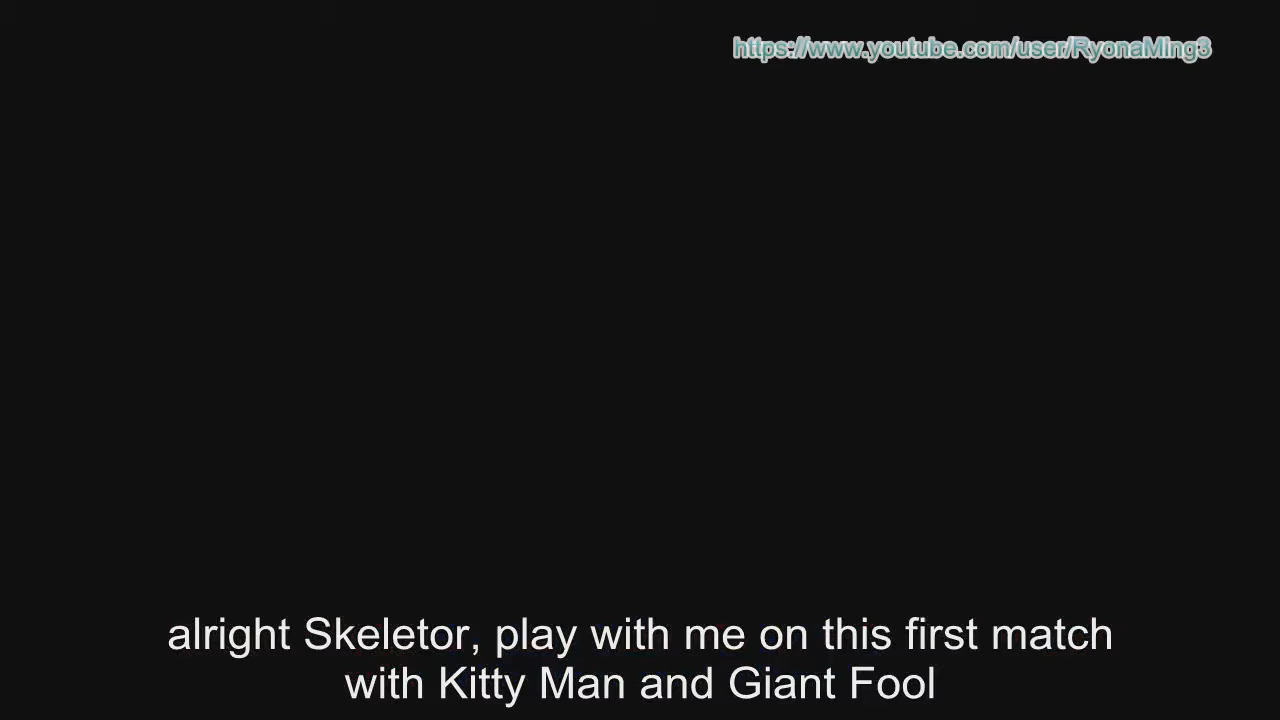 https://www.youtube.com/user/RyonaMing3
alright Skeletor, play with me on this first match
with Kitty Man and Giant Fool